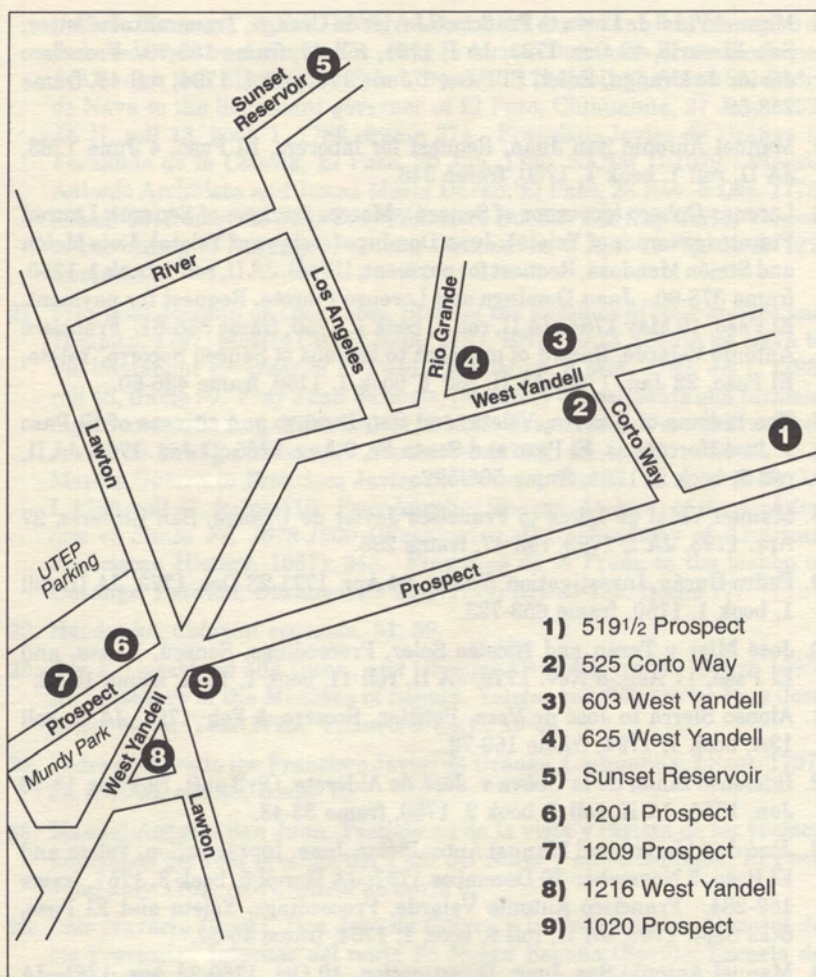 Sunset
Reservoir
5
River
Los Angeles
Rio Grande
4
3
West Yandell
2
Corto Way
1
Lawton
UTEP
Parking
Prospect
6
7
Prospect
9
Mundy Park
West Yandell
8
Lawton
1) 519 1/2 Prospect
2) 525 Corto Way
3) 603 West Yandell
4) 625 West Yandell
5) Sunset Reservoir
6) 1201 Prospect
7) 1209 Prospect
8) 1216 West Yandell
9) 1020 Prospect